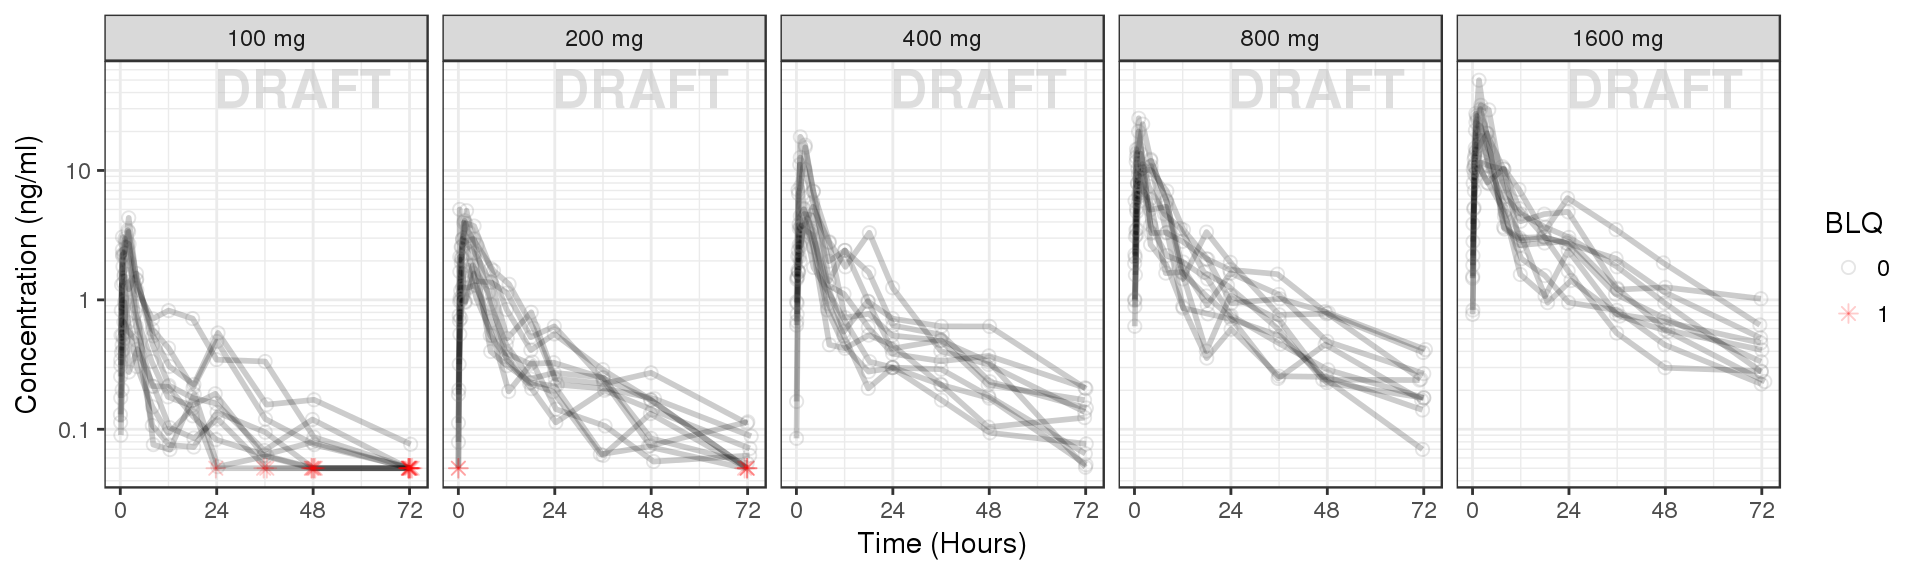 100 mg 200 mg 400 mg 800 mg 1600 mg
DRAFT DRAFT DRAFT DRAFT DRAFT
Concentration (ng/ml)
10
1
0.1
0 24 48 72 0 24 48 72 0 24 48 72 0 24 48 72 0 24 48 72
Time (Hours)
BLQ
0
1